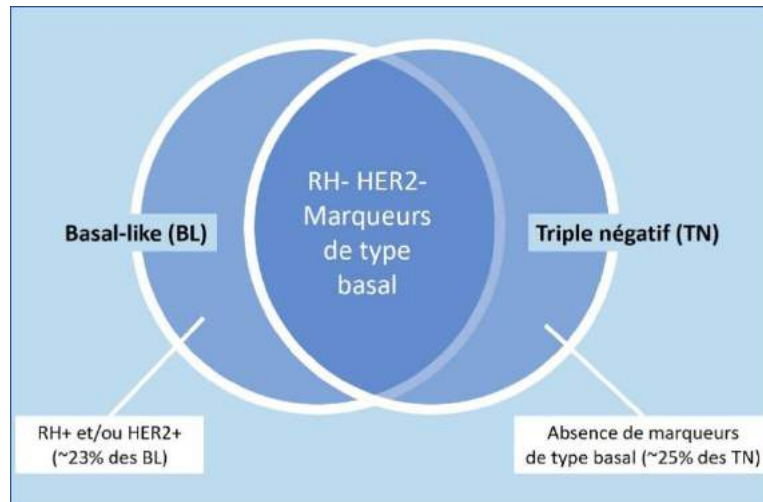 RH- HER2-
Marqueurs
de type
basal
Basal-like (BL)
Triple négatif (TN)
RH+ et/ou HER2+
(~23% des BL)
Absence de marqueurs
de type basal (~25% des TN)